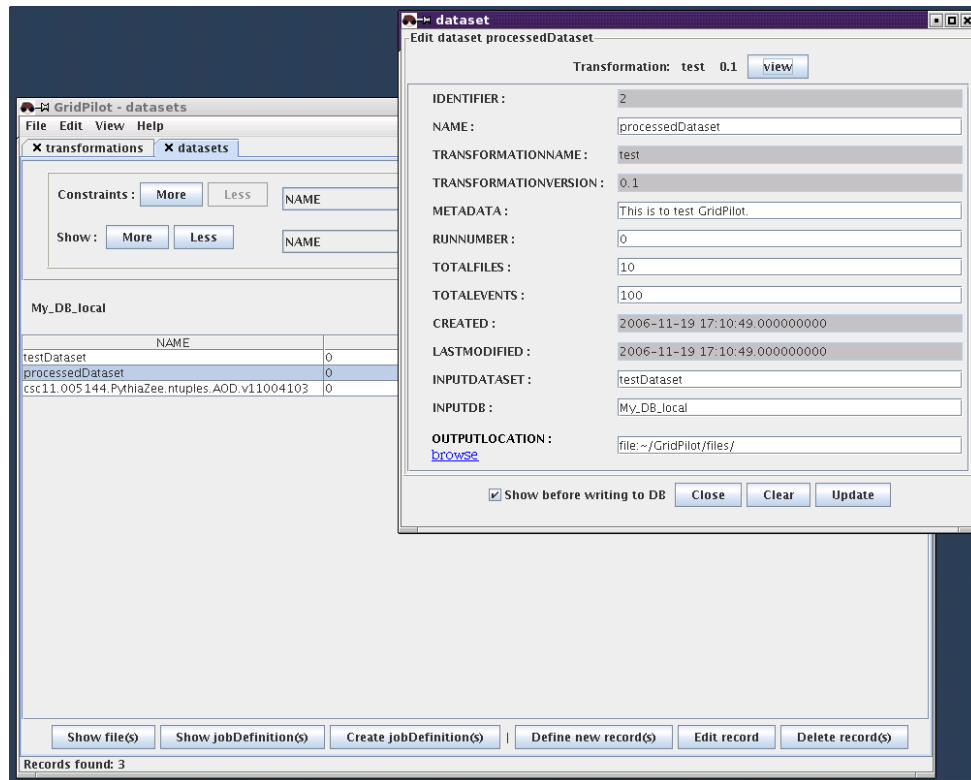 dataset
Edit dataset processedDataset
Transformation: test 0.1 view
IDENTIFIER : 2
NAME : processedDataset
TRANSFORMATIONNAME : test
TRANSFORMATIONVERSION : 0.1
METADATA : This is to test GridPilot.
RUNNUMBER : 0
TOTALFILES : 10
TOTALEVENTS : 100
CREATED : 2006-11-19 17:10:49.000000000
LASTMODIFIED : 2006-11-19 17:10:49.000000000
INPUTDATASET : testDataset
INPUTDB : My_DB_local
OUTPUTLOCATION : file:~/GridPilot/files/
browse
Show before writing to DB Close Clear Update
GridPilot - datasets
File Edit View Help
transformations datasets
Constraints : More Less NAME
Show : More Less NAME
My_DB_local
NAME
testDataset 0
processedDataset 0
csc11.005144.PythiaZee.ntuples.AOD.v11004103 0
Show file(s) Show jobDefinition(s) Create jobDefinition(s) | Define new record(s) Edit record Delete record(s)
Records found: 3